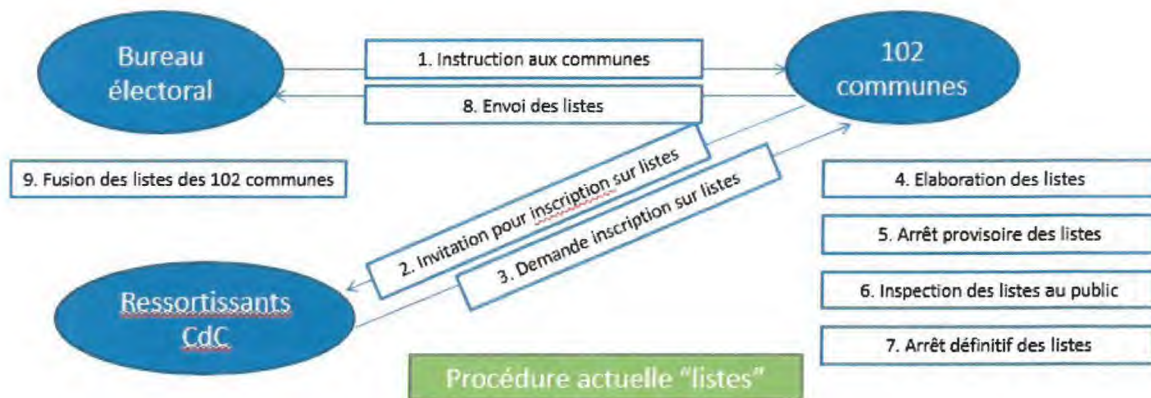 Bureau
électoral
1. Instruction aux communes
8. Envoi des listes
102
communes
9. Fusion des listes des 102 communes
2. Invitation pour inscription sur listes
3. Demande inscription sur listes
4. Elaboration des listes
5. Arrêt provisoire des listes
6. Inspection des listes au public
7. Arrêt définitif des listes
Ressortissants
CdC
Procédure actuelle "listes"